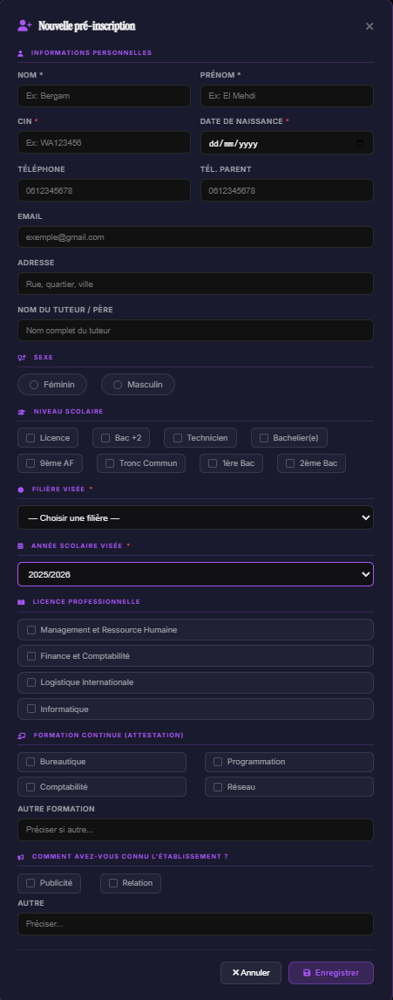 Nouvelle pré-inscription
INFORMATIONS PERSONNELLES
NOM * PRÉNOM *
Ex: Bergam Ex: El Mehdi
CIN * DATE DE NAISSANCE *
Ex: WA123456 dd/mm/yyyy
TÉLÉPHONE TÉL. PARENT
0612345678 0612345678
EMAIL
exemple@gmail.com
ADRESSE
Rue, quartier, ville
NOM DU TUTEUR / PÈRE
Nom complet du tuteur
SEXE
Féminin Masculin
NIVEAU SCOLAIRE
Licence Bac +2 Technicien Bachelier(e)
9ème AF Tronc Commun 1ère Bac 2ème Bac
FILIÈRE VISÉE *
— Choisir une filière —
ANNÉE SCOLAIRE VISÉE *
2025/2026
LICENCE PROFESSIONNELLE
Management et Ressource Humaine
Finance et Comptabilité
Logistique Internationale
Informatique
FORMATION CONTINUE (ATTESTATION)
Bureautique Programmation
Comptabilité Réseau
AUTRE FORMATION
Préciser si autre...
COMMENT AVEZ-VOUS CONNU L'ÉTABLISSEMENT ?
Publicité Relation
AUTRE
Préciser...
Annuler Enregistrer